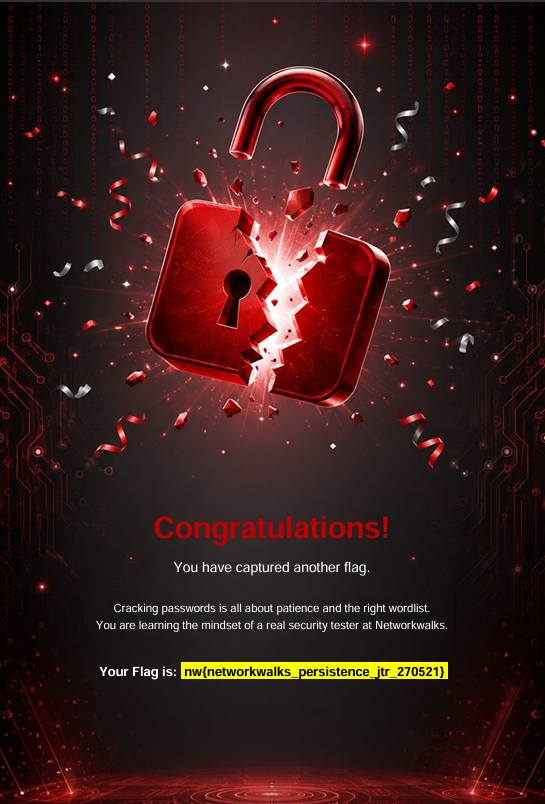 Congratulations!
You have captured another flag.
Cracking passwords is all about patience and the right wordlist.
You are learning the mindset of a real security tester at Networkwalks.
Your Flag is: nw{networkwalks_persistence_jtr_270521}